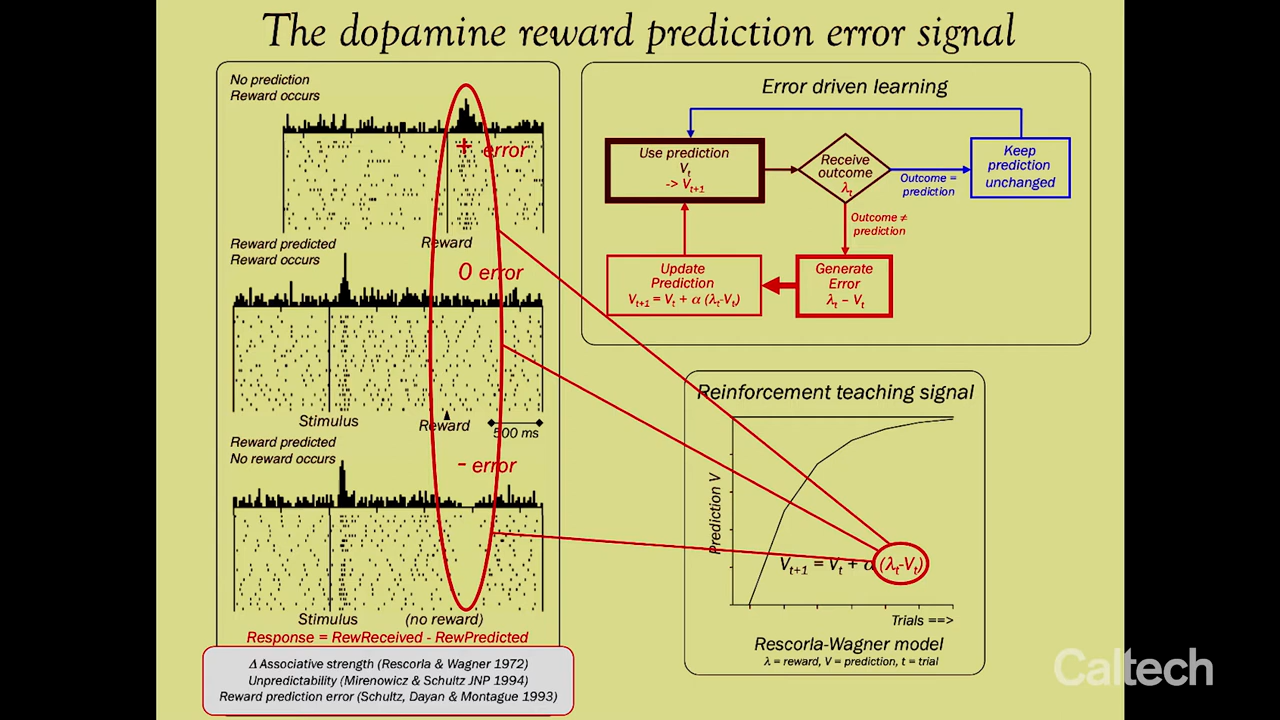 The dopamine reward prediction error signal
No prediction
Reward occurs
+ error
Reward
Reward predicted
Reward occurs
0 error
Stimulus
Reward
500 ms
Reward predicted
No reward occurs
- error
Stimulus
(no reward)
Response = RewReceived - RewPredicted
Δ Associative strength (Rescorla & Wagner 1972)
Unpredictability (Mirenowicz & Schultz JNP 1994)
Reward prediction error (Schultz, Dayan & Montague 1993)
Error driven learning
Use prediction
Vt
-> Vt+1
Receive
outcome
λt
Outcome =
prediction
Keep
prediction
unchanged
Outcome ≠
prediction
Update
Prediction
Vt+1 = Vt + α (λt-Vt)
Generate
Error
λt – Vt
Reinforcement teaching signal
Prediction V
Vt+1 = Vt + α (λt-Vt)
Trials ==>
Rescorla-Wagner model
λ = reward, V = prediction, t = trial
Caltech